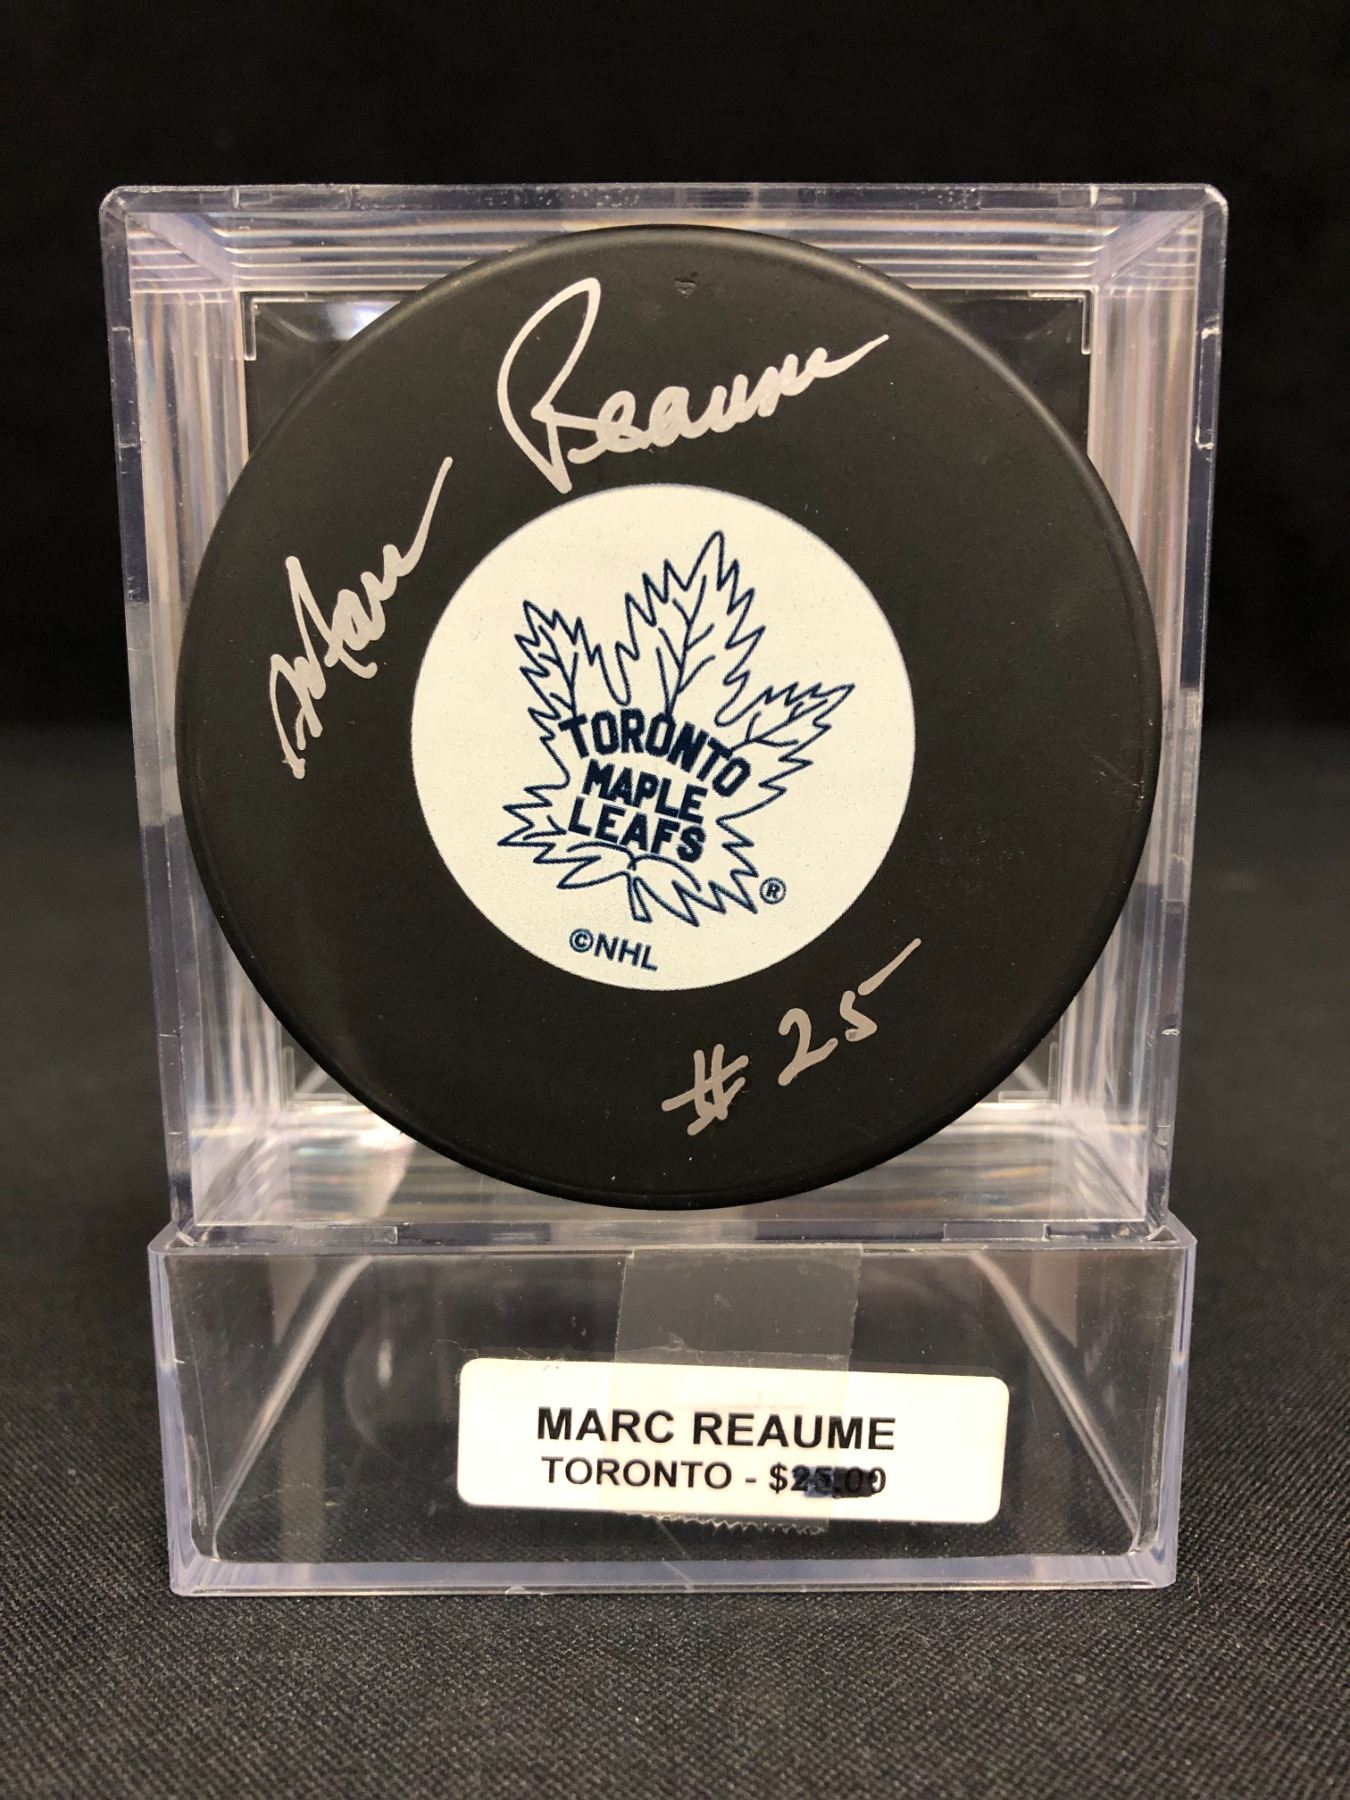 Marc Reaume
TORONTO
MAPLE
LEAFS
®
©NHL
#25
MARC REAUME
TORONTO - $25.00